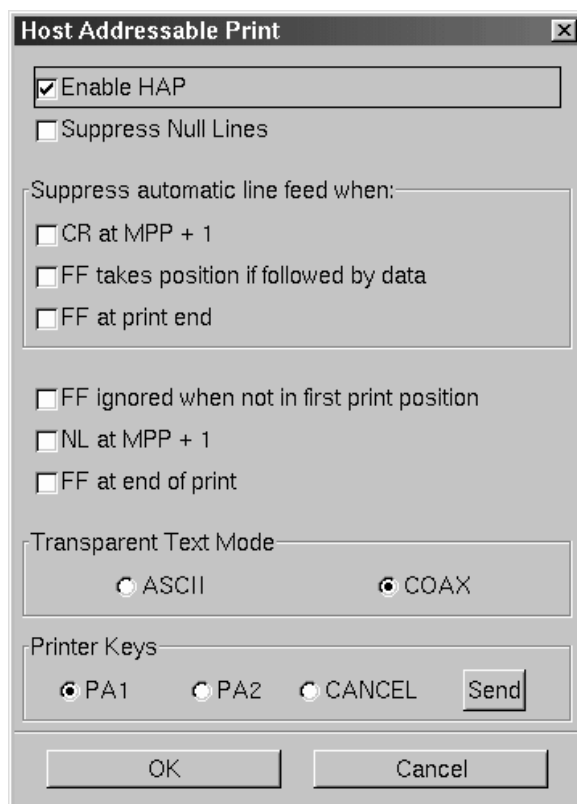 Host Addressable Print
Enable HAP
Suppress Null Lines
Suppress automatic line feed when:
CR at MPP + 1
FF takes position if followed by data
FF at print end
FF ignored when not in first print position
NL at MPP + 1
FF at end of print
Transparent Text Mode
ASCII COAX
Printer Keys
PA1 PA2 CANCEL Send
OK Cancel